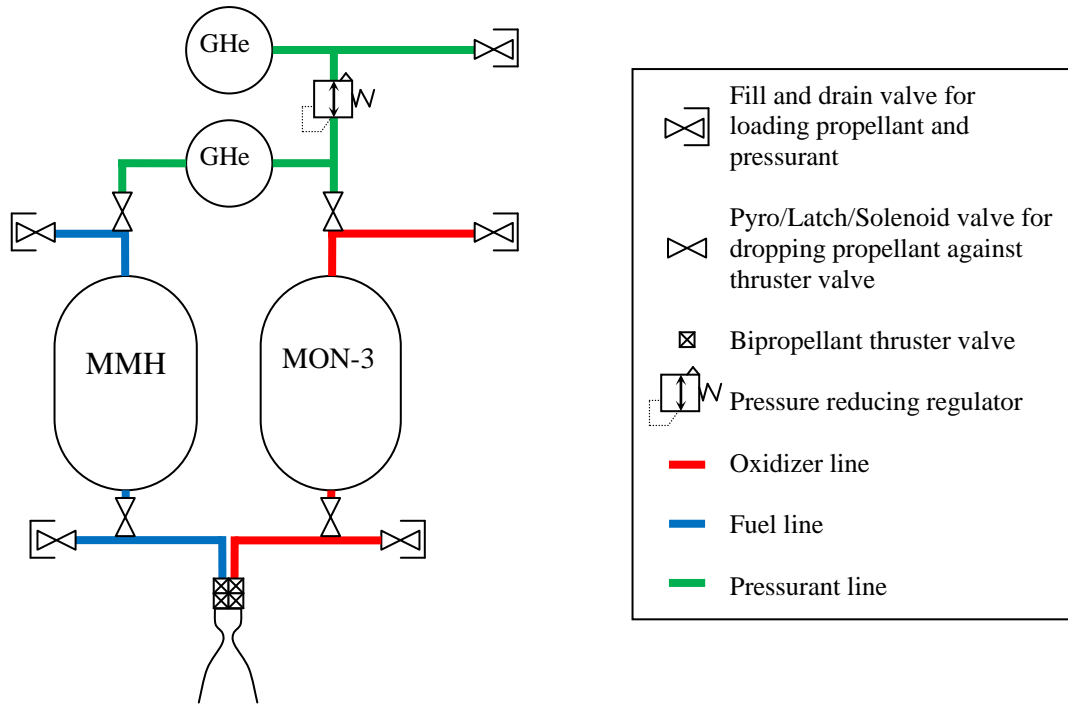 GHe
GHe
MMH
MON-3
Fill and drain valve for
loading propellant and
pressurant
Pyro/Latch/Solenoid valve for
dropping propellant against
thruster valve
Bipropellant thruster valve
Pressure reducing regulator
Oxidizer line
Fuel line
Pressurant line